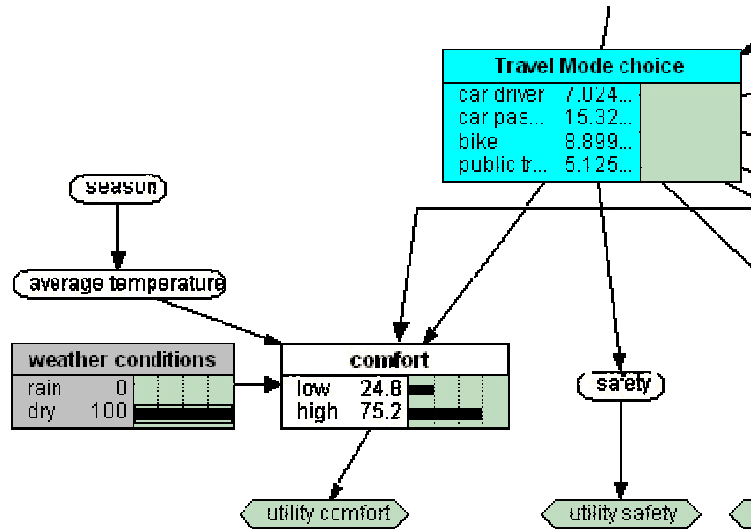 Travel Mode choice
car driver 7.024...
car pas... 15.32...
bike 8.899...
public tr... 5.125...
season
average temperature
weather conditions
rain 0
dry 100
comfort
low 24.8
high 75.2
safety
utility comfort
utility safety